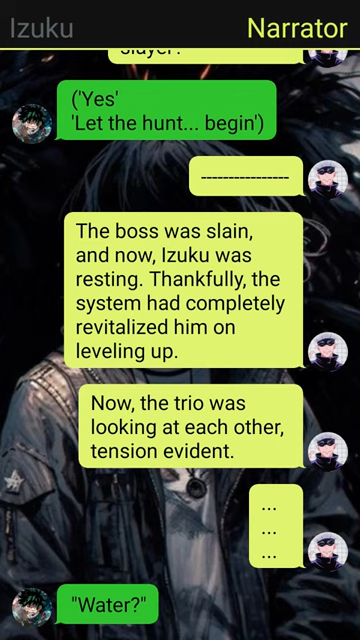 Izuku
Narrator
slayer?
('Yes'
'Let the hunt... begin')
----------------
The boss was slain,
and now, Izuku was
resting. Thankfully, the
system had completely
revitalized him on
leveling up.
Now, the trio was
looking at each other,
tension evident.
...
...
...
"Water?"